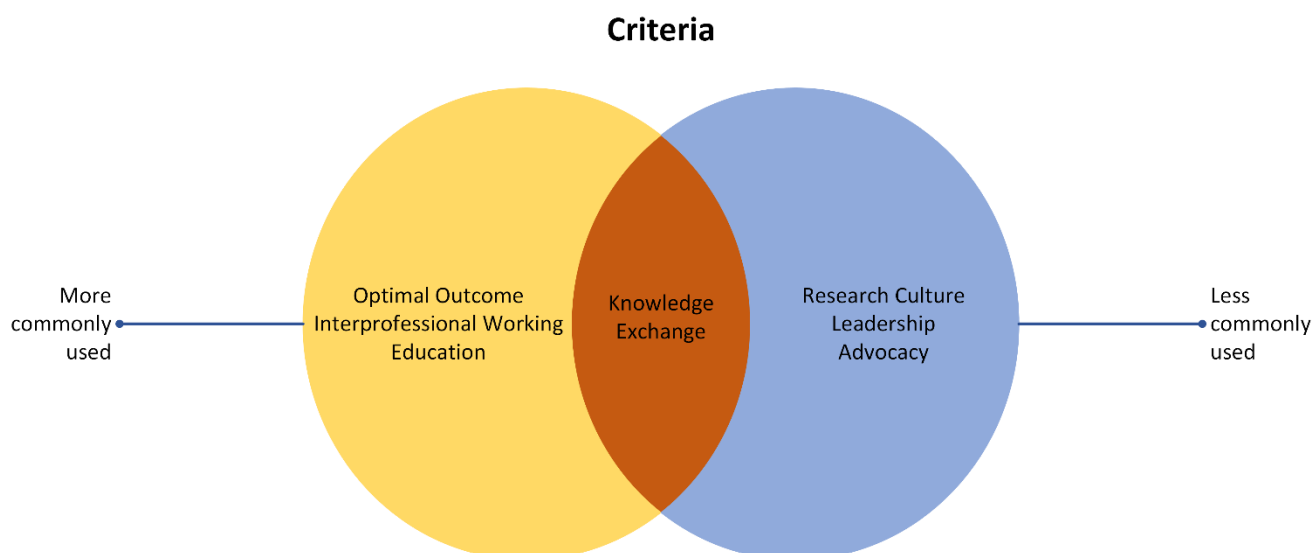 Criteria
More
commonly
used
Optimal Outcome
Interprofessional Working
Education
Knowledge
Exchange
Research Culture
Leadership
Advocacy
Less
commonly
used